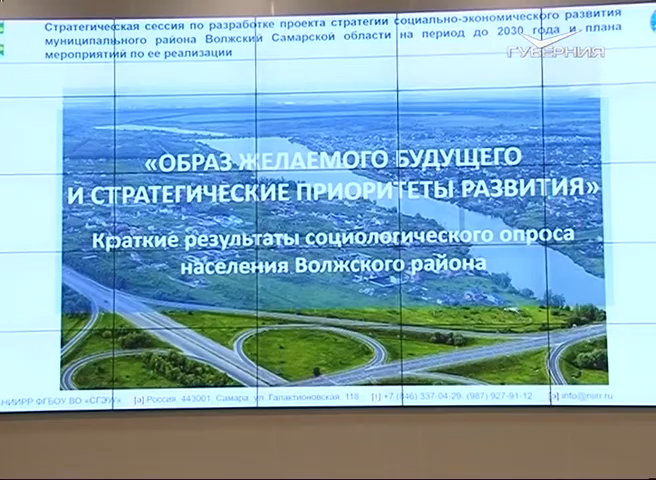 Стратегическая сессия по разработке проекта стратегии социально-экономического развития
муниципального района Волжский Самарской области на период до 2030 года и плана
мероприятий по ее реализации
ГУБЕРНИЯ
«ОБРАЗ ЖЕЛАЕМОГО БУДУЩЕГО
И СТРАТЕГИЧЕСКИЕ ПРИОРИТЕТЫ РАЗВИТИЯ»
Краткие результаты социологического опроса
населения Волжского района
НИИРР ФГБОУ ВО «СГЭУ» [а] Россия, 443001, Самара, ул. Галактионовская, 118 [т] +7 (846) 337-04-29, (987) 927-91-12 [э] info@niirr.ru